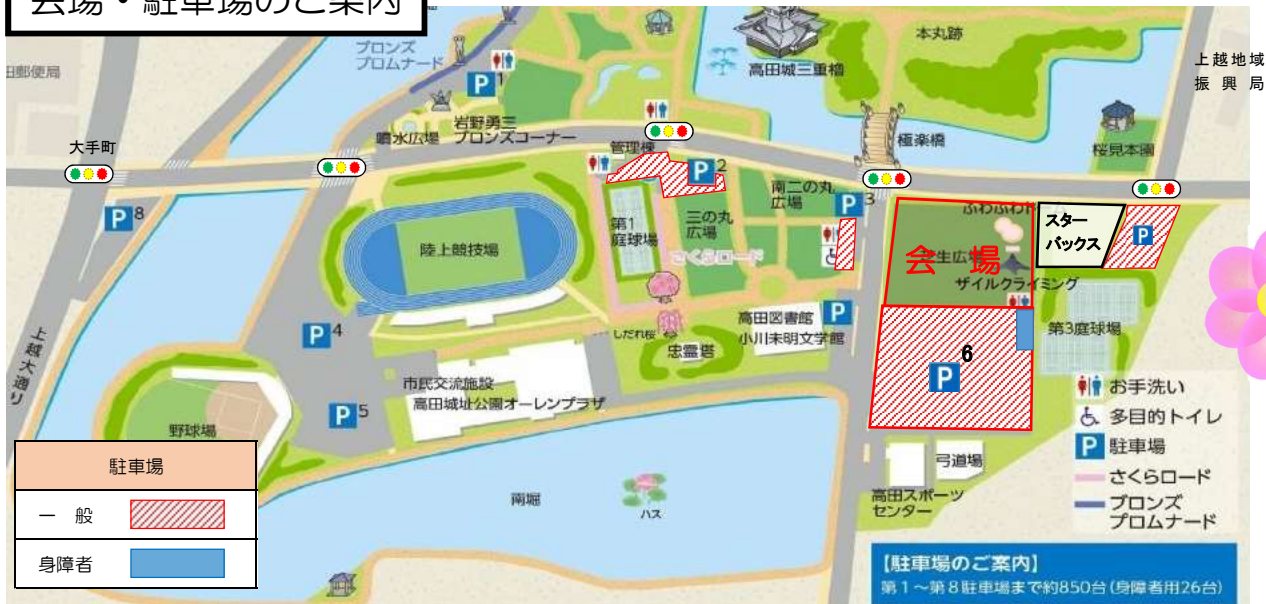 会場・駐車場のご案内
ブロンズ
プロムナード
P1
本丸跡
高田城三重櫓
上越地域
振興局
田郵便局
大手町
噴水広場
岩野勇三
ブロンズコーナー
管理棟
極楽橋
桜見本園
P8
P2
P3
P
南二の丸
広場
第1
庭球場
三の丸
広場
さくらロード
陸上競技場
会場
スター
バックス
ザイルクライミング
第3庭球場
P4
P5
P
P6
しだれ桜
忠霊塔
高田図書館
小川未明文学館
市民交流施設
高田城址公園オーレンプラザ
上越大通り
野球場
南堀
ハス
弓道場
高田スポーツ
センター
駐車場
一般
身障者
お手洗い
多目的トイレ
P 駐車場
さくらロード
ブロンズ
プロムナード
【駐車場のご案内】
第1～第8駐車場まで約850台(身障者用26台)